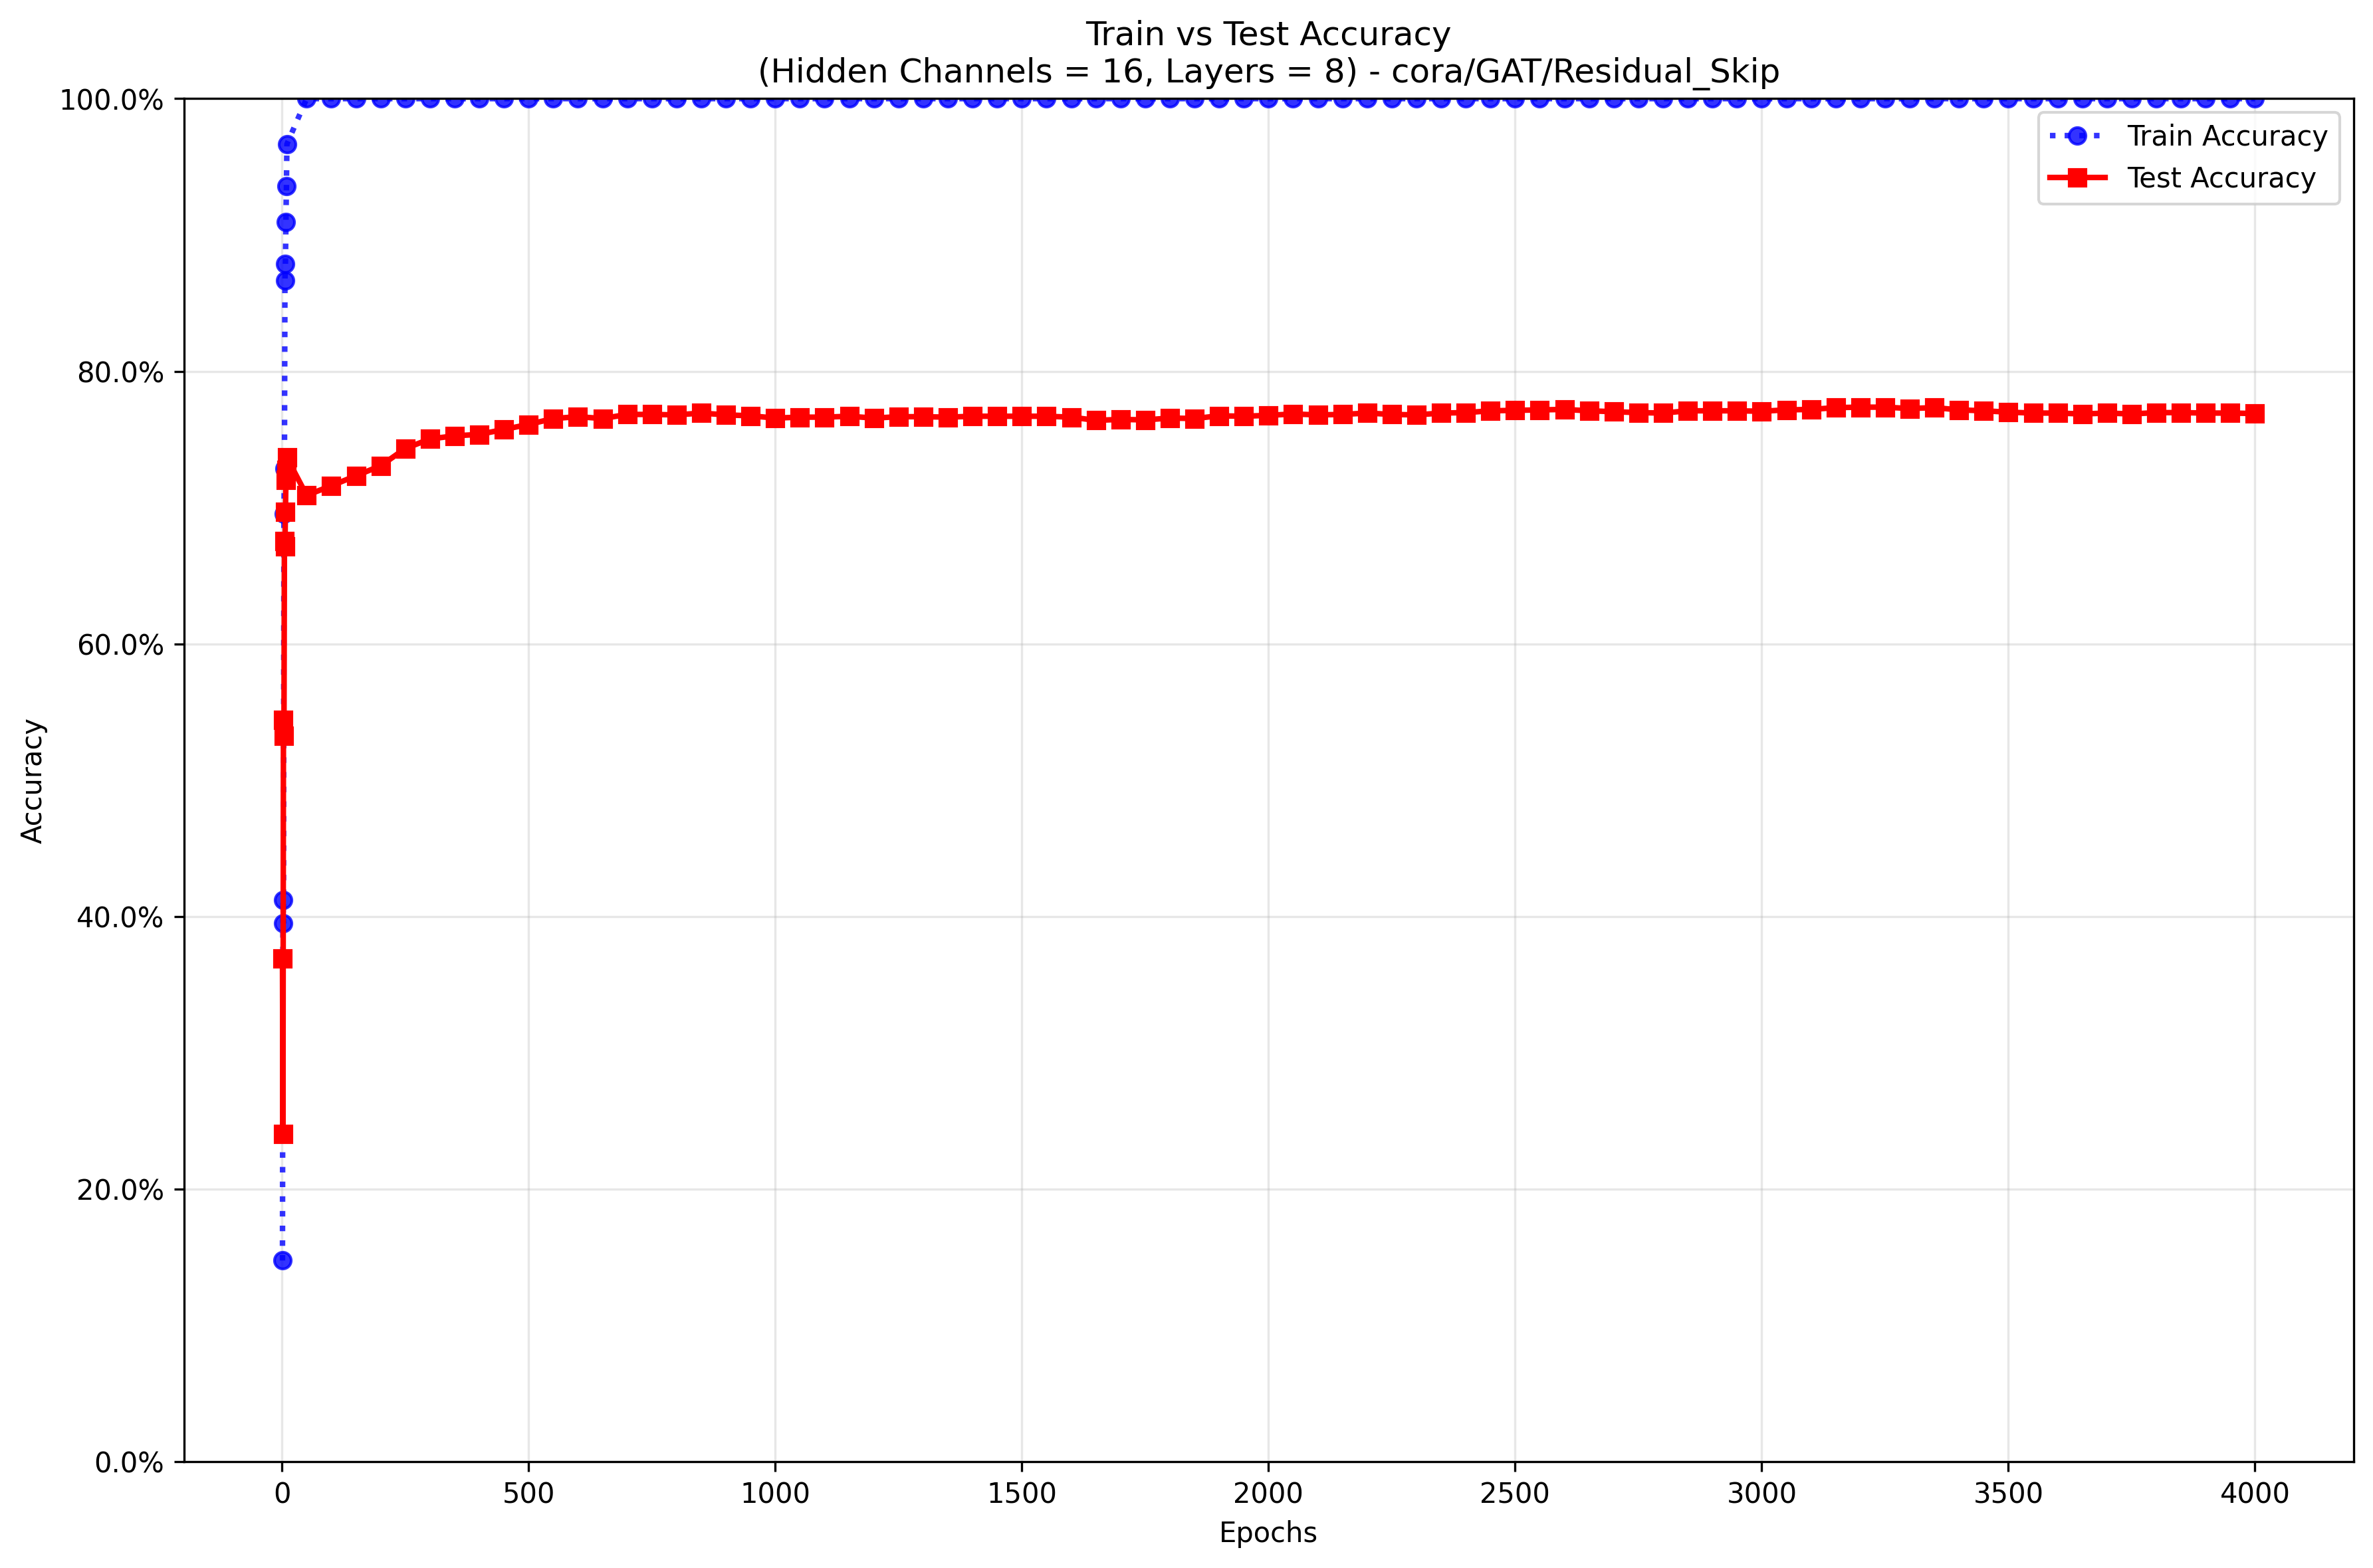 Train vs Test Accuracy
(Hidden Channels = 16, Layers = 8) - cora/GAT/Residual_Skip
100.0%
80.0%
60.0%
40.0%
20.0%
0.0%
Accuracy
Train Accuracy
Test Accuracy
0 500 1000 1500 2000 2500 3000 3500 4000
Epochs